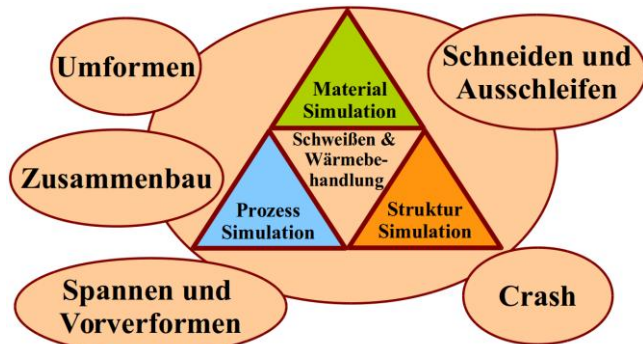 Umformen
Schneiden und
Ausschleifen
Material
Simulation
Schweißen &
Wärmebe-
handlung
Zusammenbau
Prozess
Simulation
Struktur
Simulation
Spannen und
Vorverformen
Crash